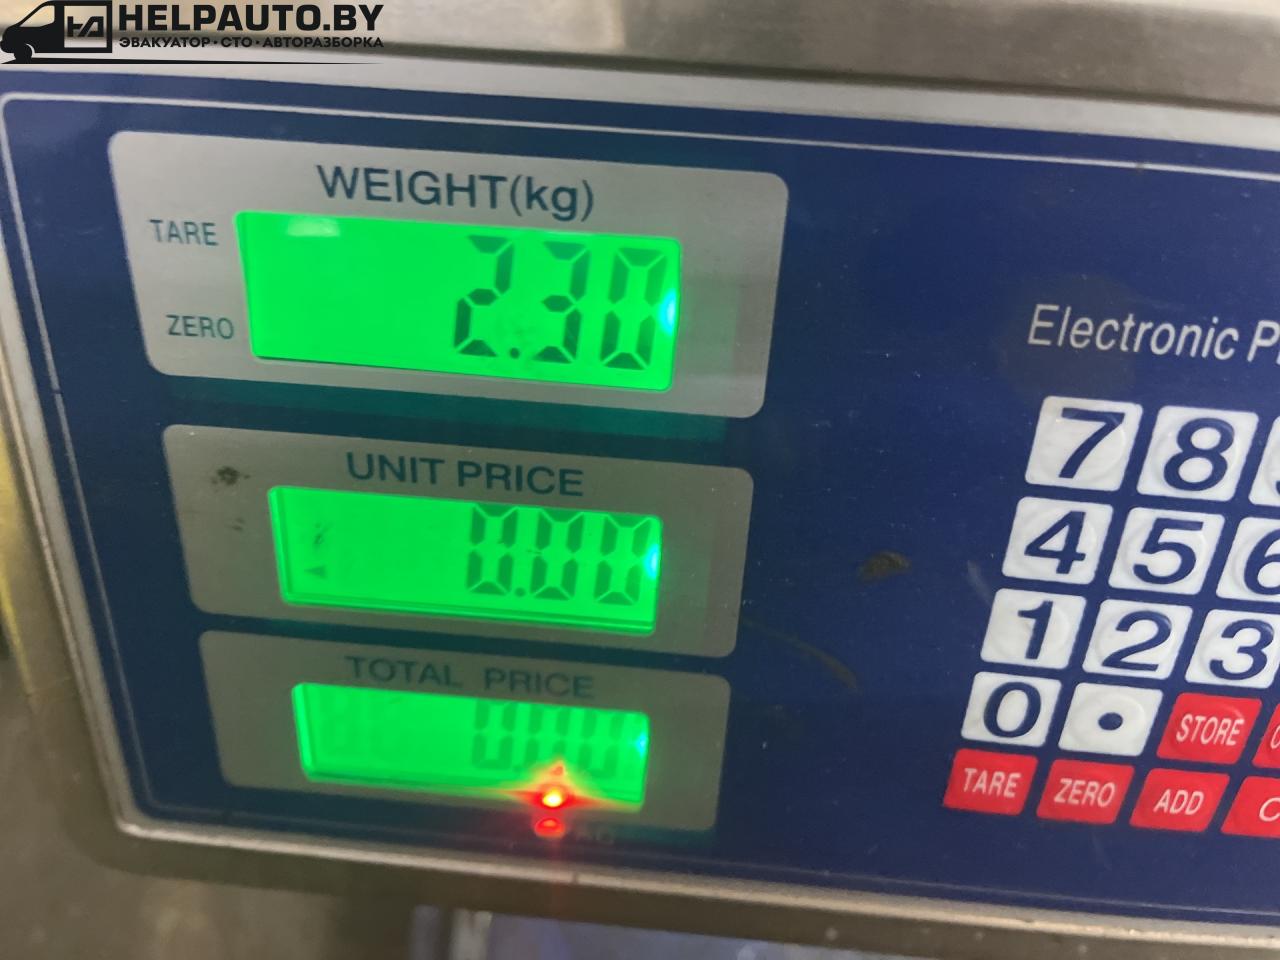 HELPAUTO.BY
ЭВАКУАТОР·СТО·АВТОРАЗБОРКА
WEIGHT(kg)
TARE
ZERO
2.30
UNIT PRICE
0.00
TOTAL PRICE
0.00
Electronic
7 8
4 5 6
1 2 3
0 •
STORE
TARE ZERO ADD